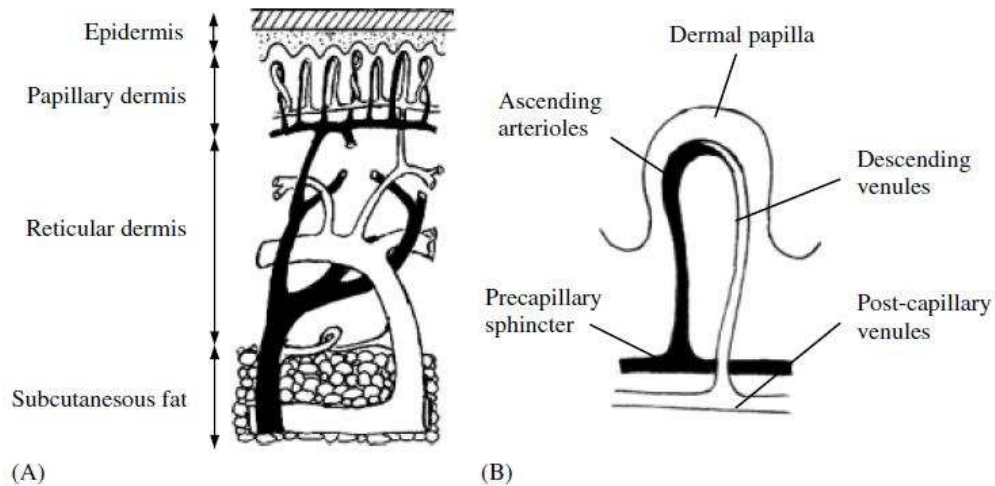 Epidermis
Papillary dermis
Reticular dermis
Subcutanesous fat
(A)
Dermal papilla
Ascending
arterioles
Descending
venules
Precapillary
sphincter
Post-capillary
venules
(B)